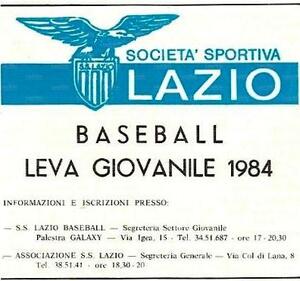 SOCIETA' SPORTIVA
LAZIO
S.S.LAZIO
BASEBALL
LEVA GIOVANILE 1984
INFORMAZIONI E ISCRIZIONI PRESSO:
— S.S. LAZIO BASEBALL — Segreteria Settore Giovanile
Palestra GALAXY — Via Igea, 15 - Tel. 34.51.687 - ore 17-20,30
— ASSOCIAZIONE S.S. LAZIO — Segreteria Generale — Via Col di Lana, 8
Tel. 38.51.41 - ore 18,30-20